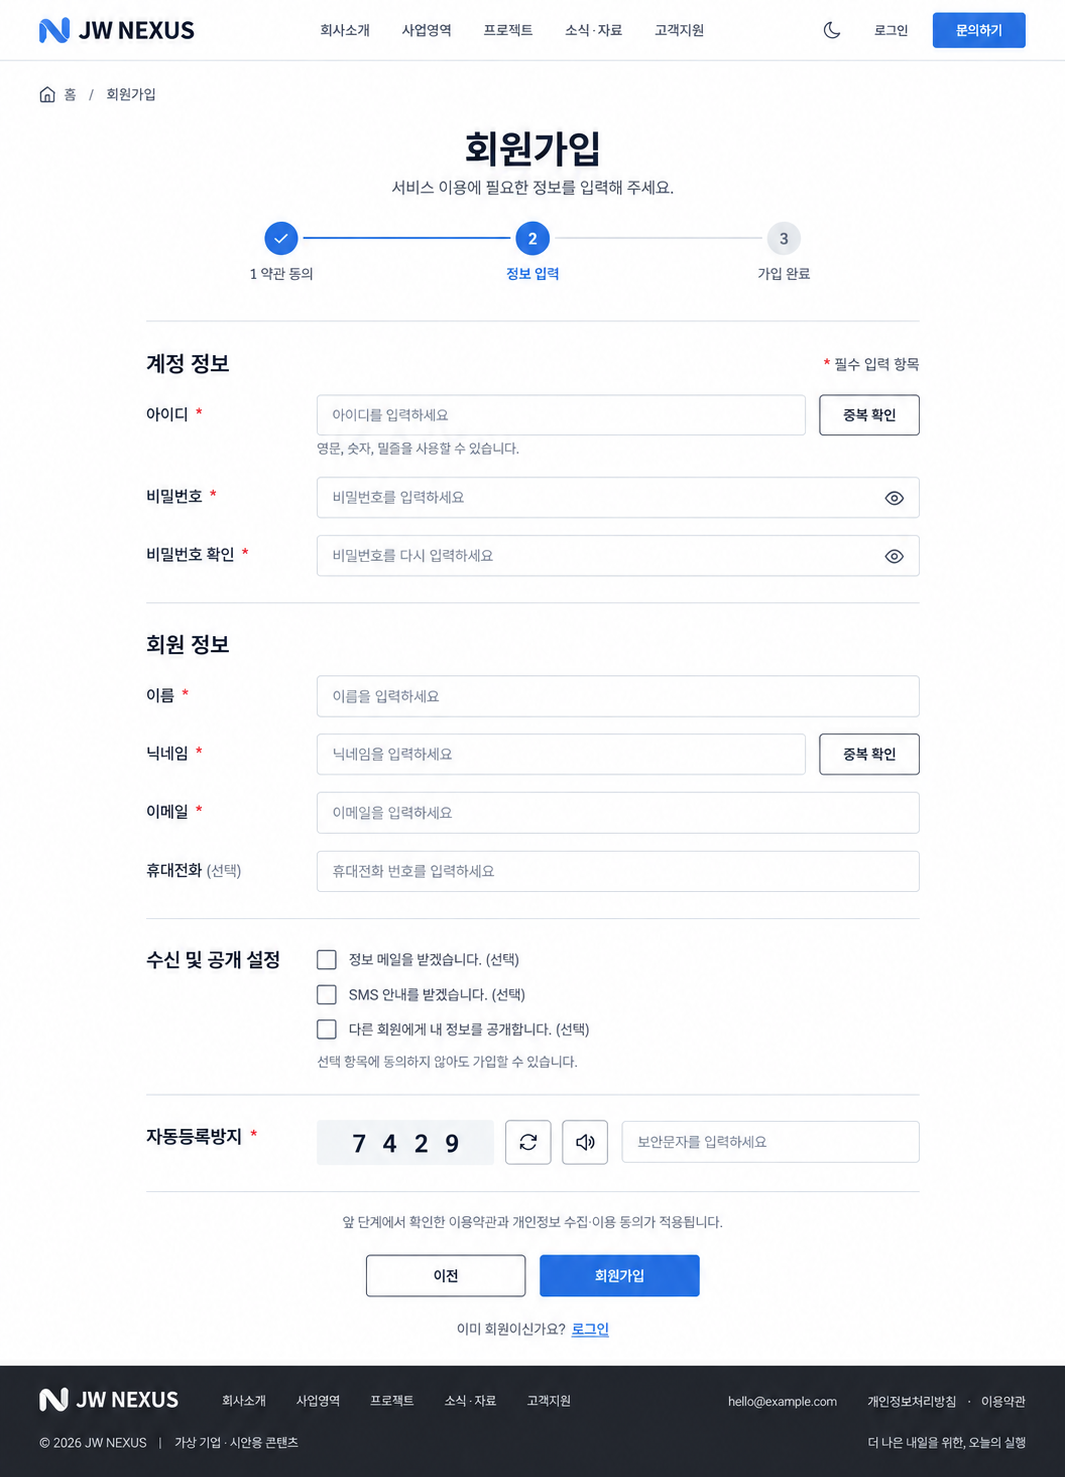 JW NEXUS 회사소개 사업영역 프로젝트 소식 · 자료 고객지원 로그인 문의하기
홈 / 회원가입
회원가입
서비스 이용에 필요한 정보를 입력해 주세요.
2 3
1 약관 동의 정보 입력 가입 완료
계정 정보 * 필수 입력 항목
아이디 * 아이디를 입력하세요 중복 확인
영문, 숫자, 밑줄을 사용할 수 있습니다.
비밀번호 * 비밀번호를 입력하세요
비밀번호 확인 * 비밀번호를 다시 입력하세요
회원 정보
이름 * 이름을 입력하세요
닉네임 * 닉네임을 입력하세요 중복 확인
이메일 * 이메일을 입력하세요
휴대전화 (선택) 휴대전화 번호를 입력하세요
수신 및 공개 설정 정보 메일을 받겠습니다. (선택)
SMS 안내를 받겠습니다. (선택)
다른 회원에게 내 정보를 공개합니다. (선택)
선택 항목에 동의하지 않아도 가입할 수 있습니다.
자동등록방지 * 7 4 2 9 보안문자를 입력하세요
앞 단계에서 확인한 이용약관과 개인정보 수집·이용 동의가 적용됩니다.
이전 회원가입
이미 회원이신가요? 로그인
JW NEXUS 회사소개 사업영역 프로젝트 소식 · 자료 고객지원 hello@example.com 개인정보처리방침 · 이용약관
© 2026 JW NEXUS | 가상 기업 · 시안용 콘텐츠 더 나은 내일을 위한, 오늘의 실행